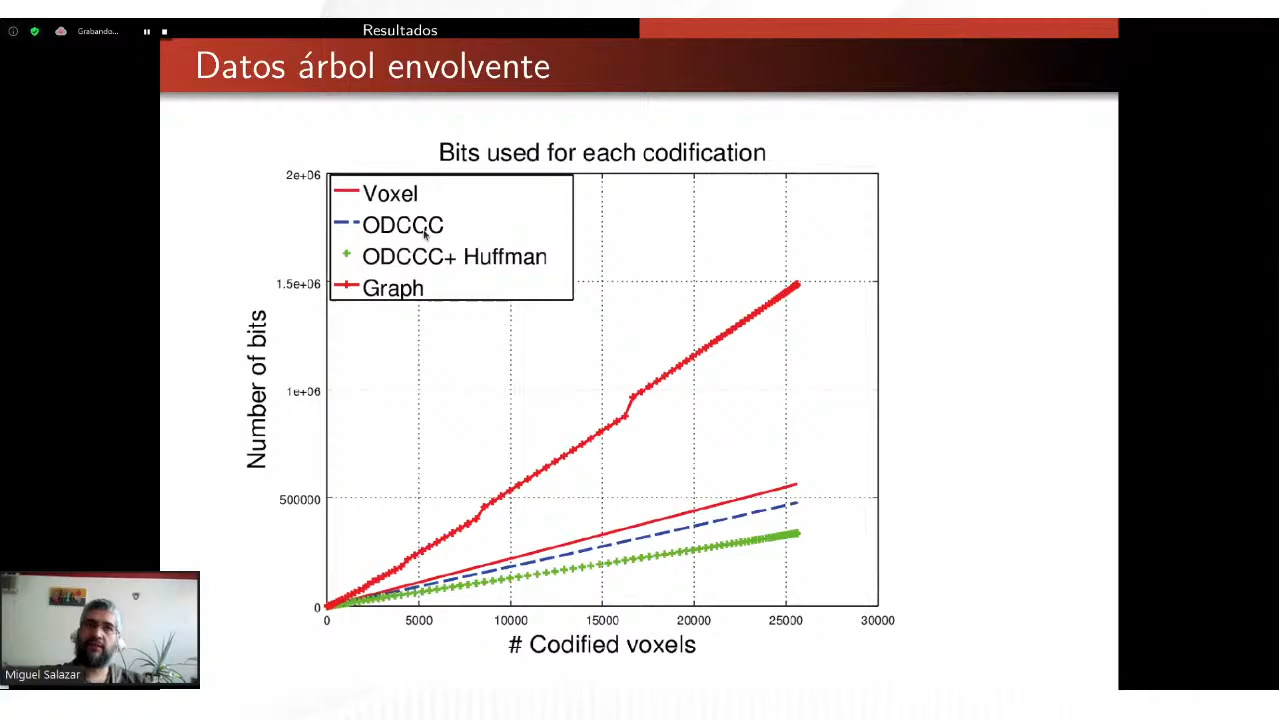 Grabando...
Resultados
Datos árbol envolvente
Bits used for each codification
2e+06
1.5e+06
1e+06
500000
0
Number of bits
Voxel
ODCCC
ODCCC+ Huffman
Graph
0 5000 10000 15000 20000 25000 30000
# Codified voxels
Miguel Salazar